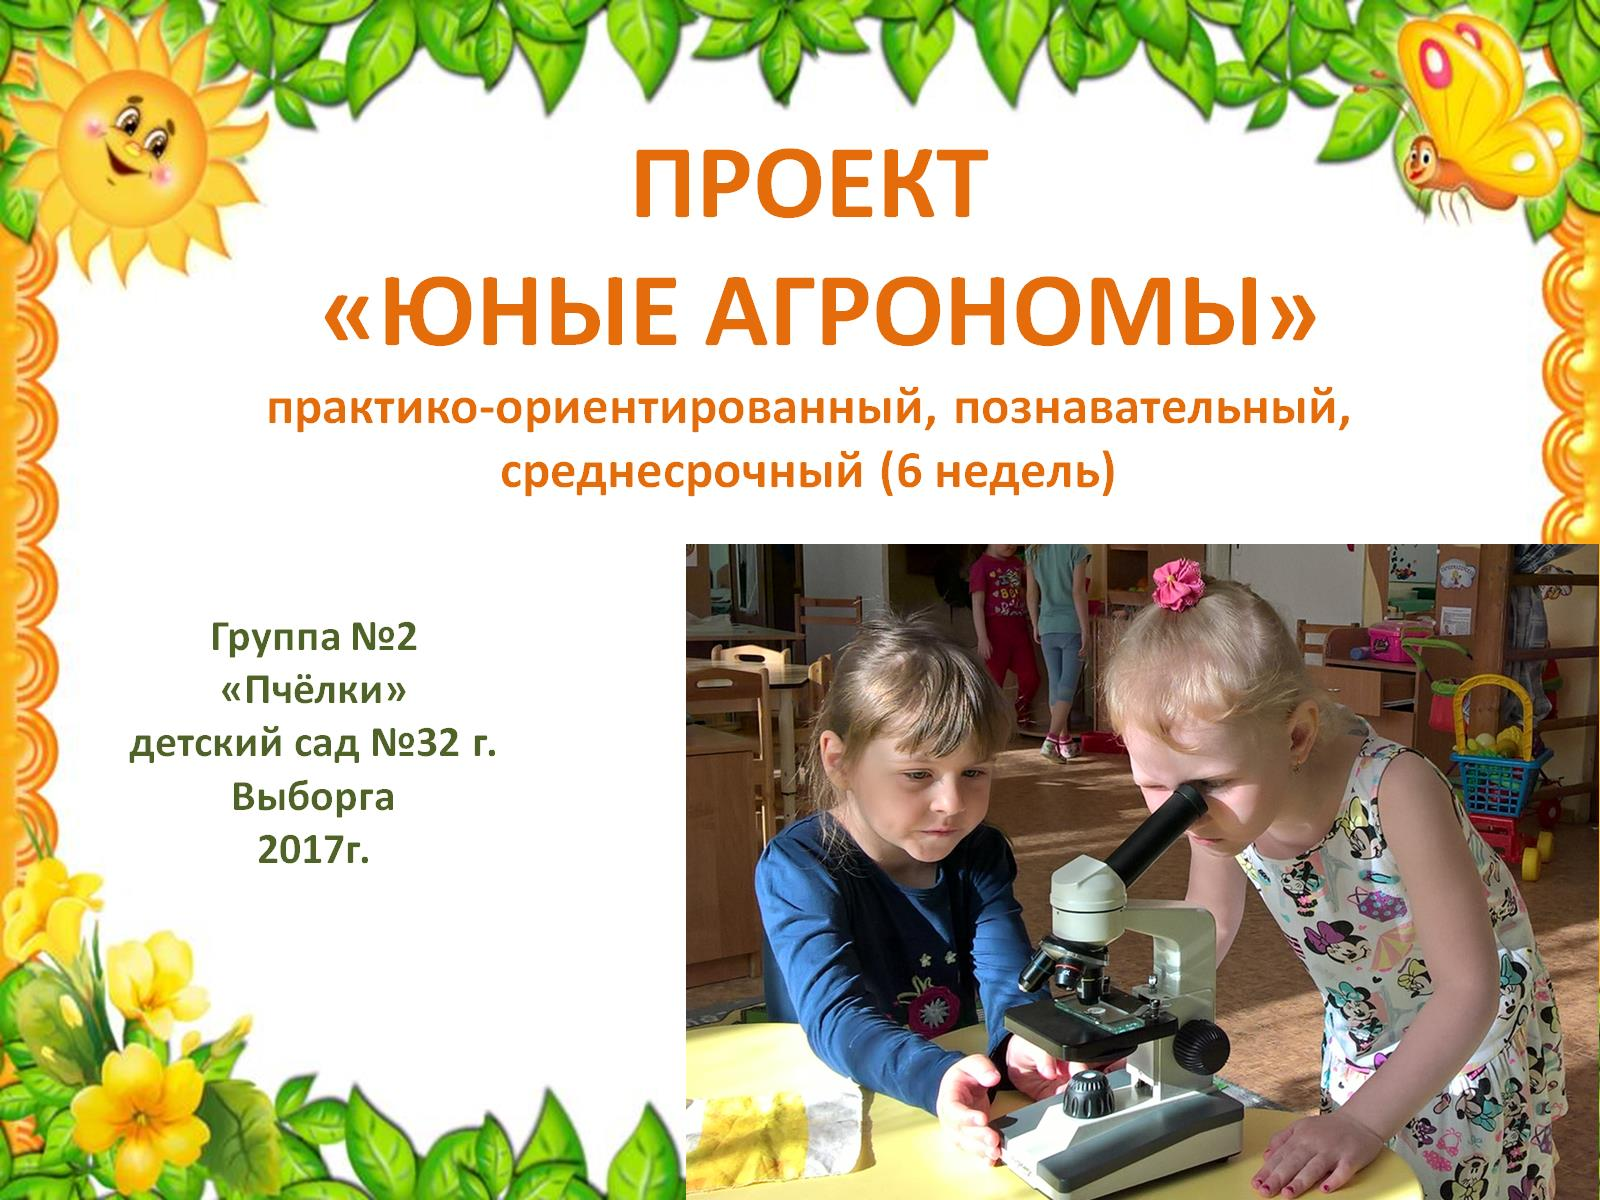 ПРОЕКТ
«ЮНЫЕ АГРОНОМЫ»
практико-ориентированный, познавательный,
среднесрочный (6 недель)
Группа №2
«Пчёлки»
детский сад №32 г.
Выборга
2017г.